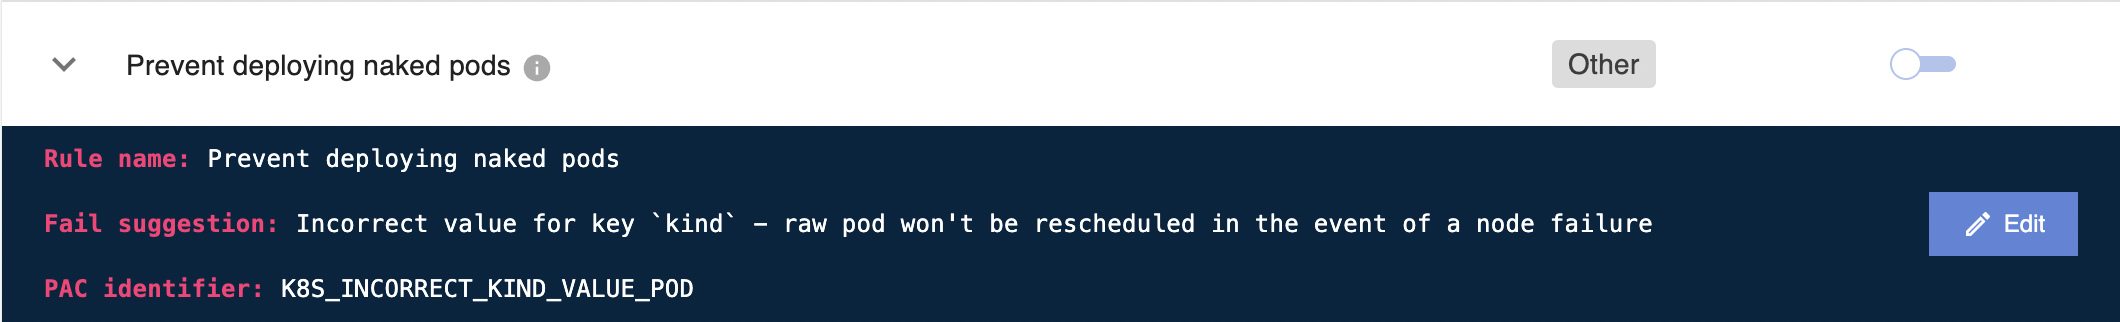 Prevent deploying naked pods
Other
Rule name: Prevent deploying naked pods
Fail suggestion: Incorrect value for key `kind` – raw pod won't be rescheduled in the event of a node failure
Edit
PAC identifier: K8S_INCORRECT_KIND_VALUE_POD